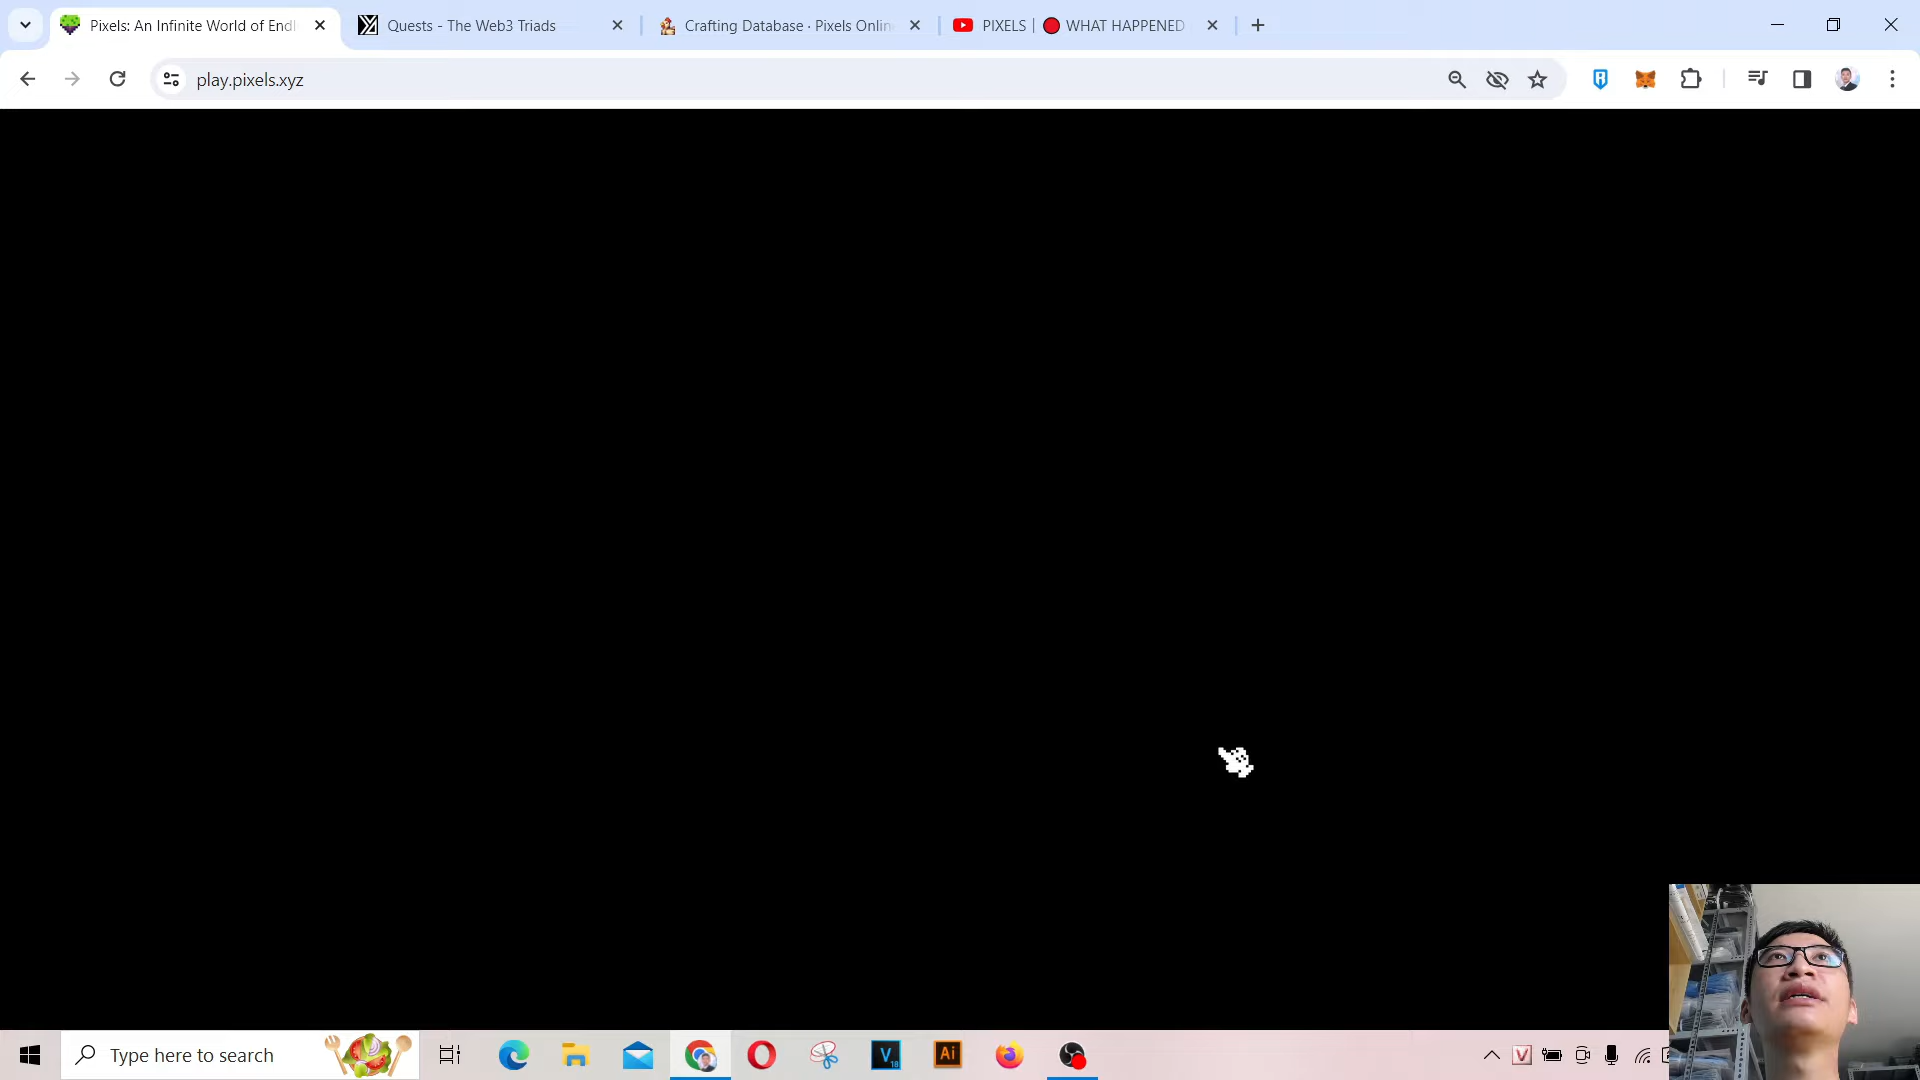 Pixels: An Infinite World of Endl
Quests - The Web3 Triads
Crafting Database · Pixels Onlin
PIXELS | 🔴 WHAT HAPPENED
play.pixels.xyz
Type here to search
V
Ai
V